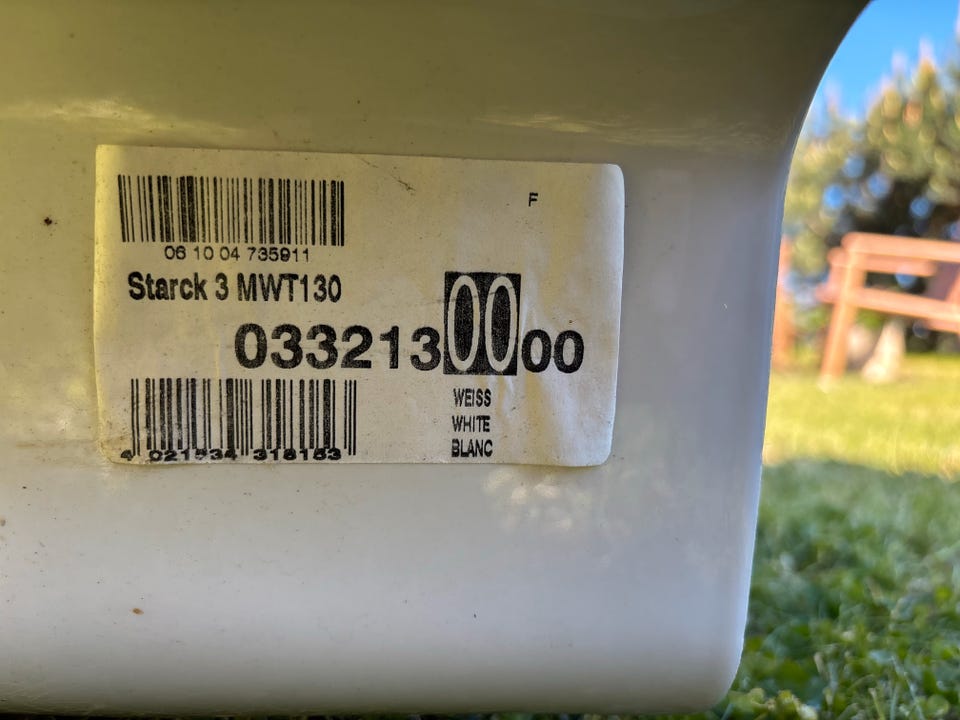 F
06 10 04 735911
Starck 3 MWT130
0332130000
WEISS
WHITE
BLANC
4 021534 318153